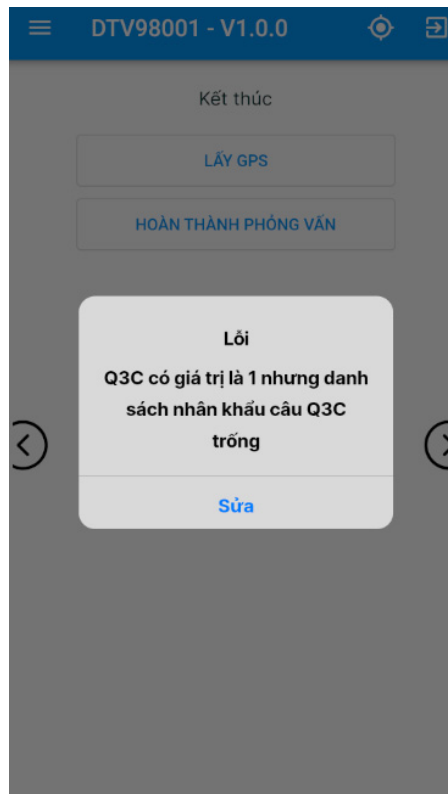 DTV98001 - V1.0.0
Kết thúc
LẤY GPS
HOÀN THÀNH PHỎNG VẤN
Lỗi
Q3C có giá trị là 1 nhưng danh
sách nhân khẩu câu Q3C
trống
Sửa